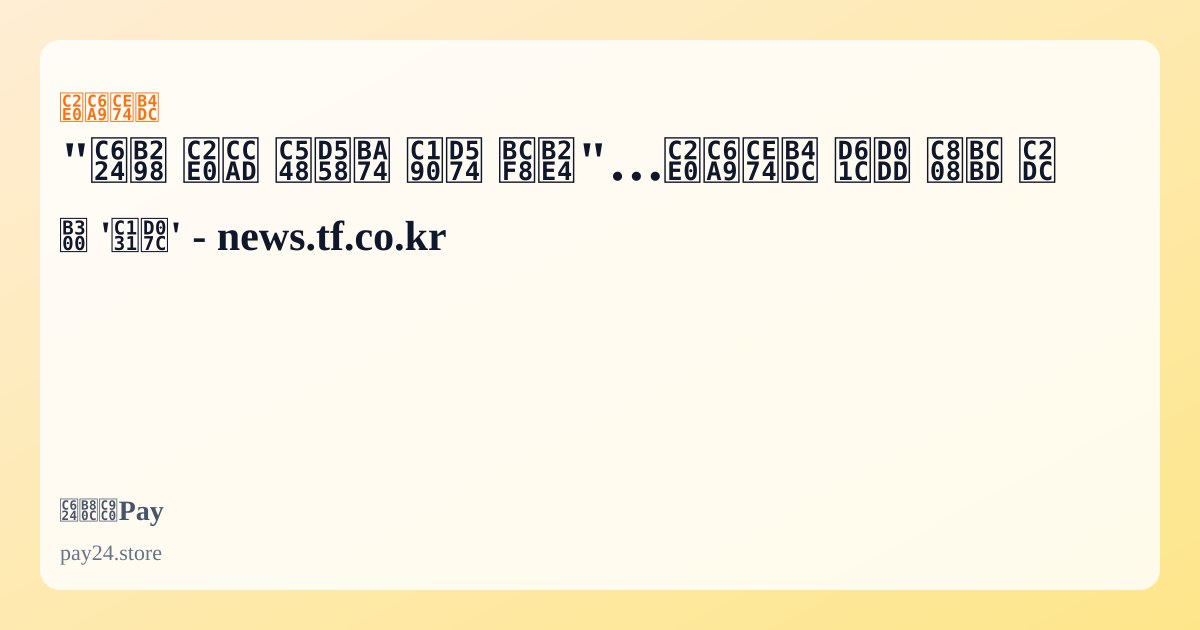 신용카드
"오늘 신청 안하면 손해 본다"…신용카드 혜택 절벽 시
대 '성큼' - news.tf.co.kr
오렌지Pay
pay24.store